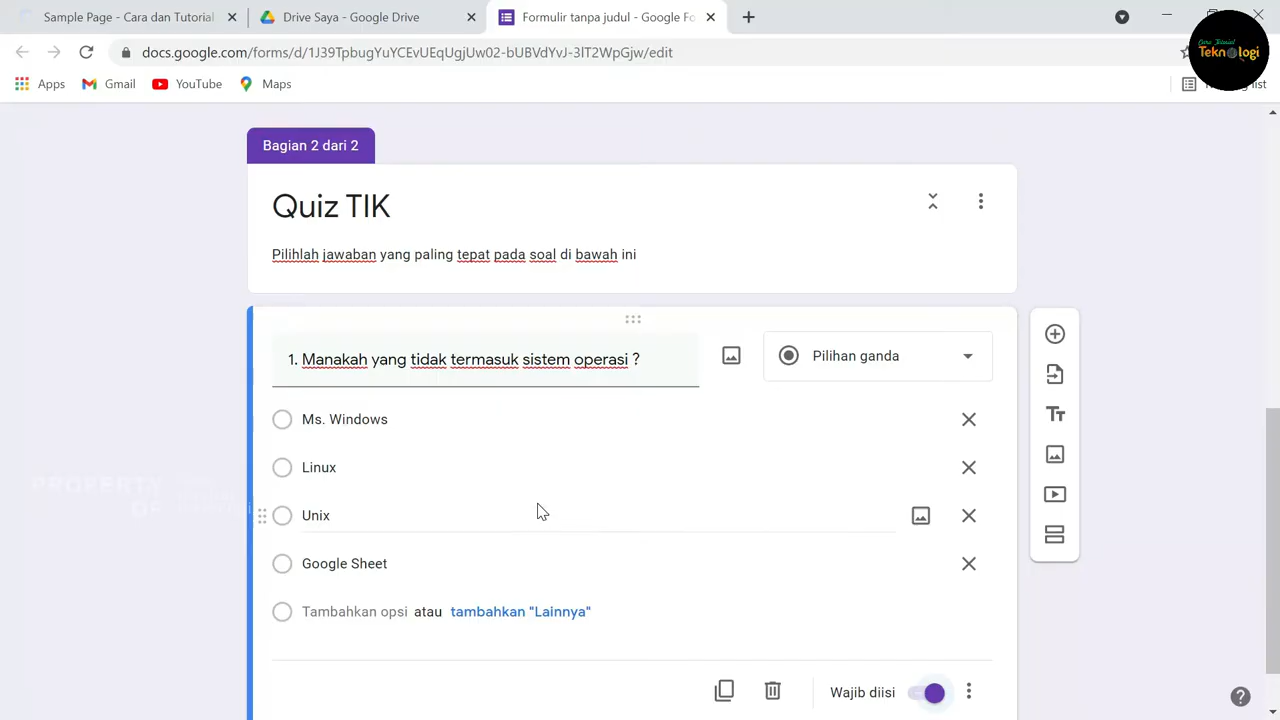 Sample Page - Cara dan Tutorial
Drive Saya - Google Drive
Formulir tanpa judul - Google Fo
docs.google.com/forms/d/1J39TpbugYuYCEvUEqUgjUw02-bUBVdYvJ-3lT2WpGjw/edit
Cara Tutorial
Teknologi
Apps
Gmail
YouTube
Maps
list
Bagian 2 dari 2
Quiz TIK
Pilihlah jawaban yang paling tepat pada soal di bawah ini
1. Manakah yang tidak termasuk sistem operasi ?
Pilihan ganda
Ms. Windows
Linux
Unix
Google Sheet
Tambahkan opsi atau tambahkan "Lainnya"
Wajib diisi